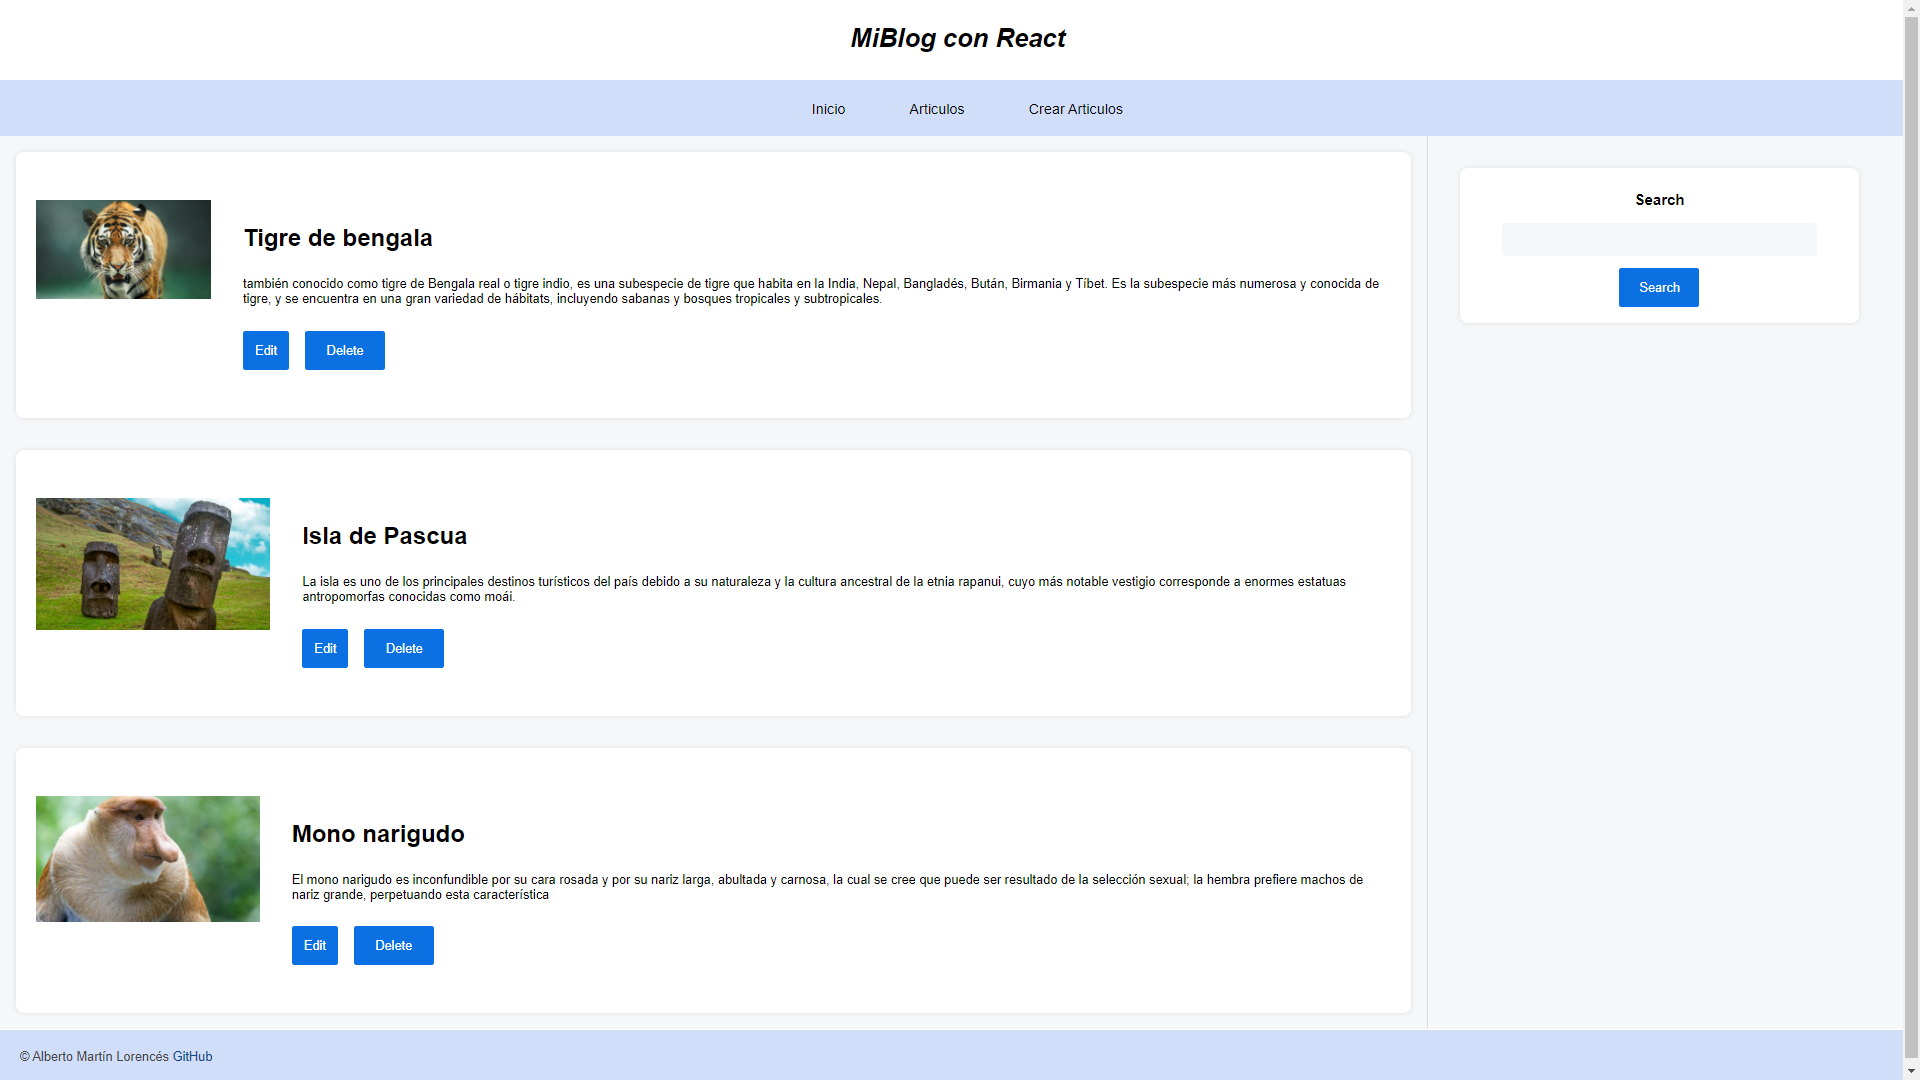 MiBlog con React
Inicio Articulos Crear Articulos
Tigre de bengala
también conocido como tigre de Bengala real o tigre indio, es una subespecie de tigre que habita en la India, Nepal, Bangladés, Bután, Birmania y Tíbet. Es la subespecie más numerosa y conocida de
tigre, y se encuentra en una gran variedad de hábitats, incluyendo sabanas y bosques tropicales y subtropicales.
Edit Delete
Isla de Pascua
La isla es uno de los principales destinos turísticos del país debido a su naturaleza y la cultura ancestral de la etnia rapanui, cuyo más notable vestigio corresponde a enormes estatuas
antropomorfas conocidas como moái.
Edit Delete
Mono narigudo
El mono narigudo es inconfundible por su cara rosada y por su nariz larga, abultada y carnosa, la cual se cree que puede ser resultado de la selección sexual; la hembra prefiere machos de
nariz grande, perpetuando esta característica
Edit Delete
Search
Search
© Alberto Martín Lorencés GitHub